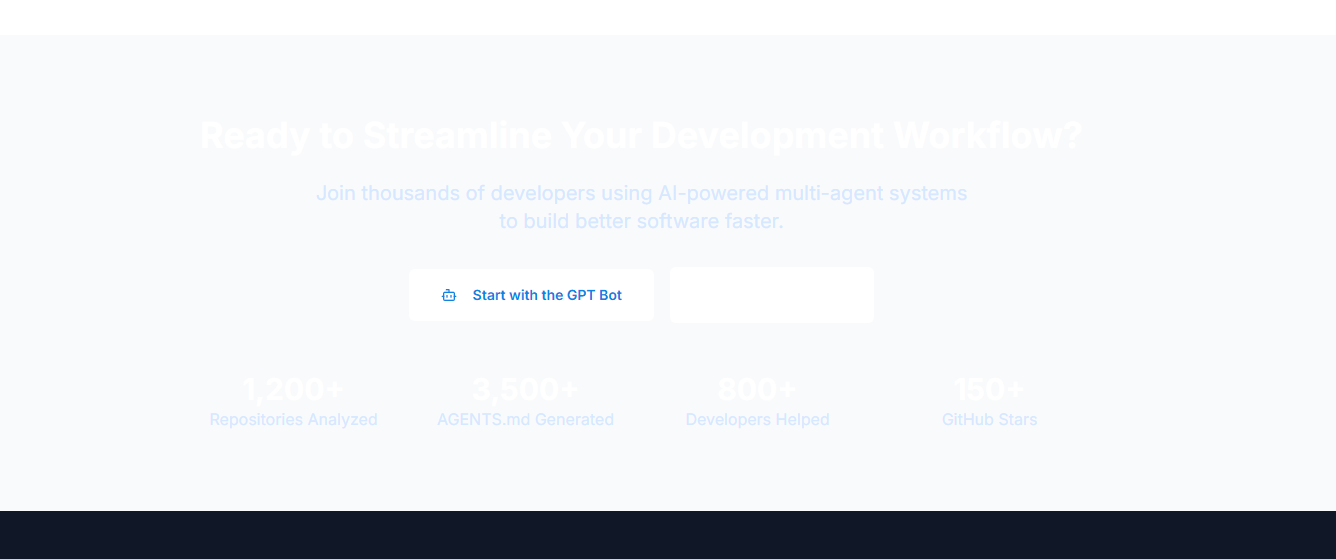 Ready to Streamline Your Development Workflow?
Join thousands of developers using AI-powered multi-agent systems
to build better software faster.
Start with the GPT Bot
1,200+ 3,500+ 800+ 150+
Repositories Analyzed AGENTS.md Generated Developers Helped GitHub Stars